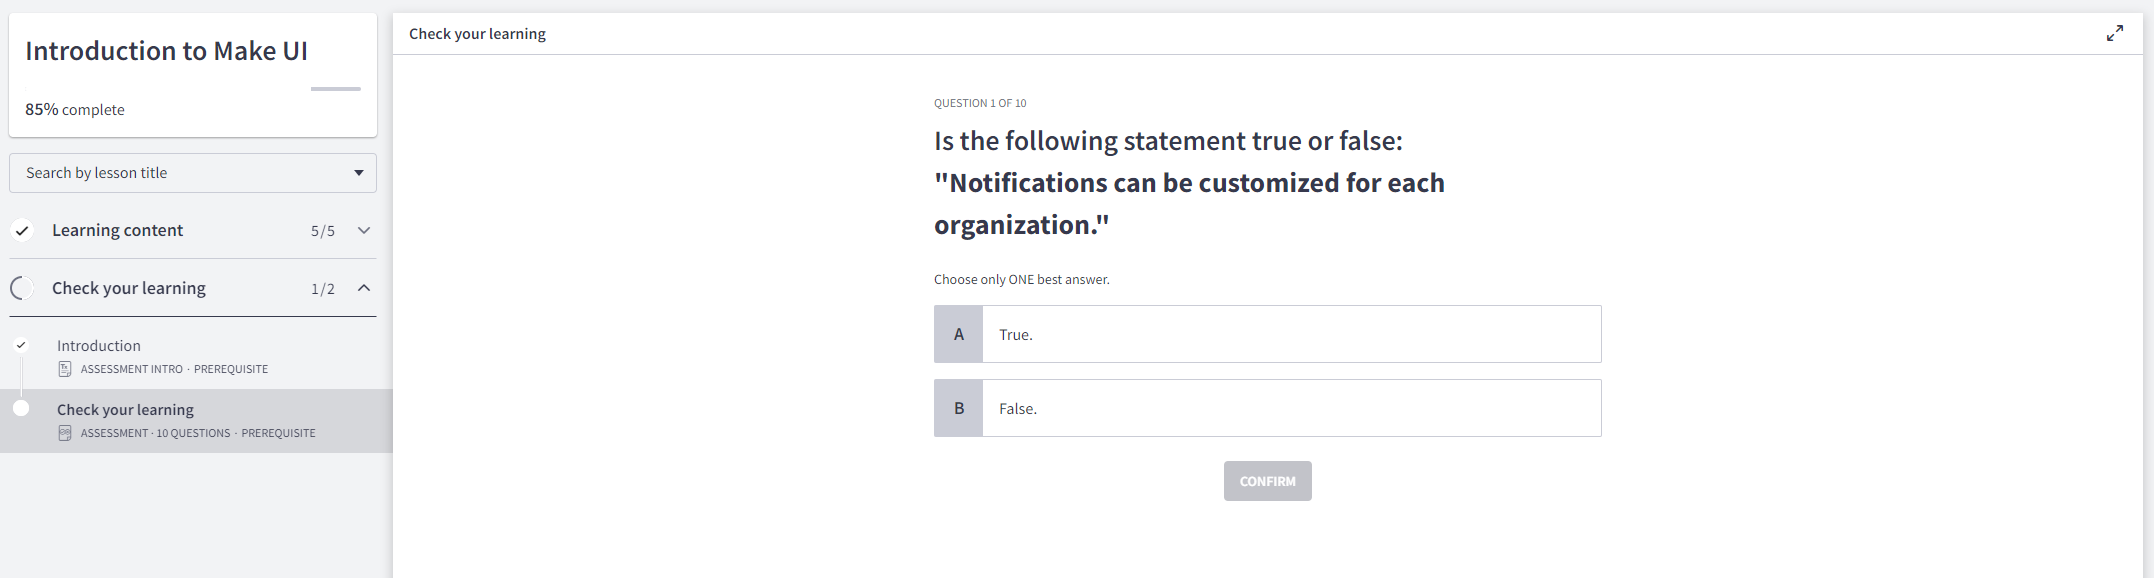 Introduction to Make UI
85% complete
Search by lesson title
Learning content 5/5
Check your learning 1/2
Introduction
ASSESSMENT INTRO · PREREQUISITE
Check your learning
ASSESSMENT · 10 QUESTIONS · PREREQUISITE
Check your learning
QUESTION 1 OF 10
Is the following statement true or false:
"Notifications can be customized for each
organization."
Choose only ONE best answer.
A True.
B False.
CONFIRM